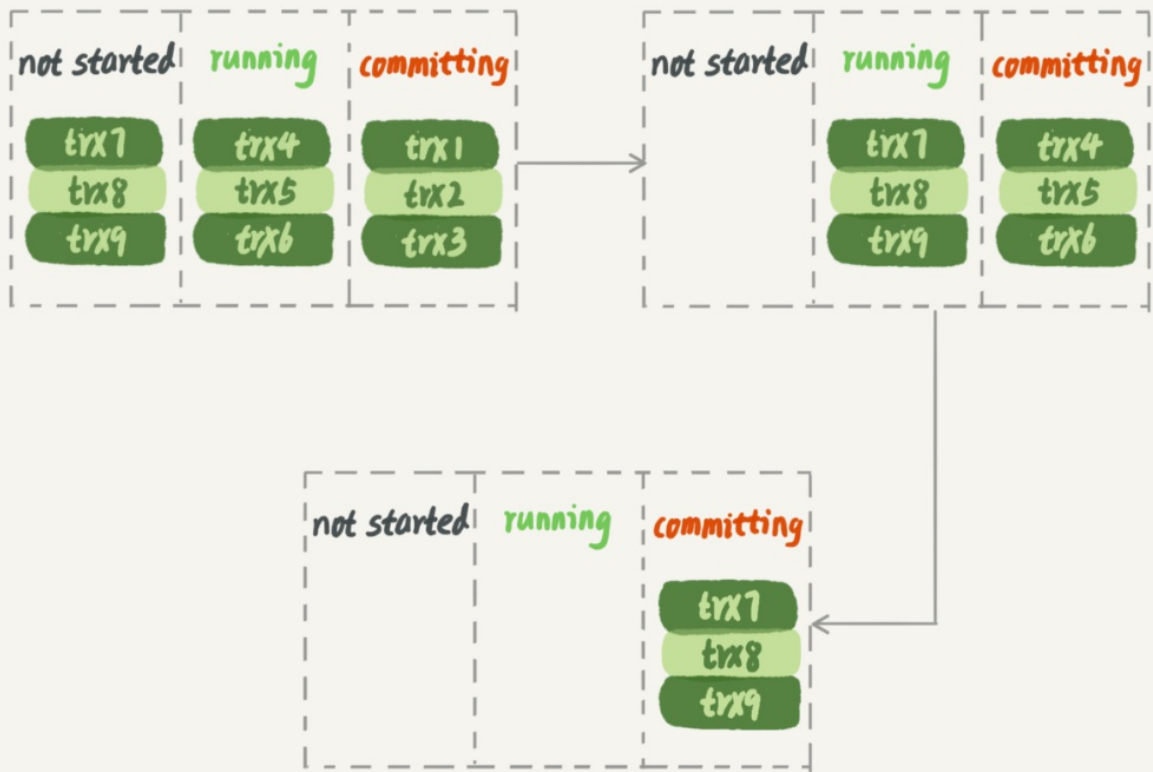 not started running committing
trx7 trx4 trx1
trx8 trx5 trx2
trx9 trx6 trx3
not started running committing
trx7 trx4
trx8 trx5
trx9 trx6
not started running committing
trx7
trx8
trx9